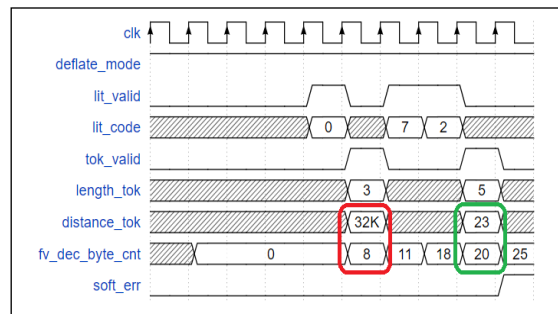 clk
deflate_mode
lit_valid
lit_code 0 7 2
tok_valid
length_tok 3 5
distance_tok 32K 23
fv_dec_byte_cnt 0 8 11 18 20 25
soft_err